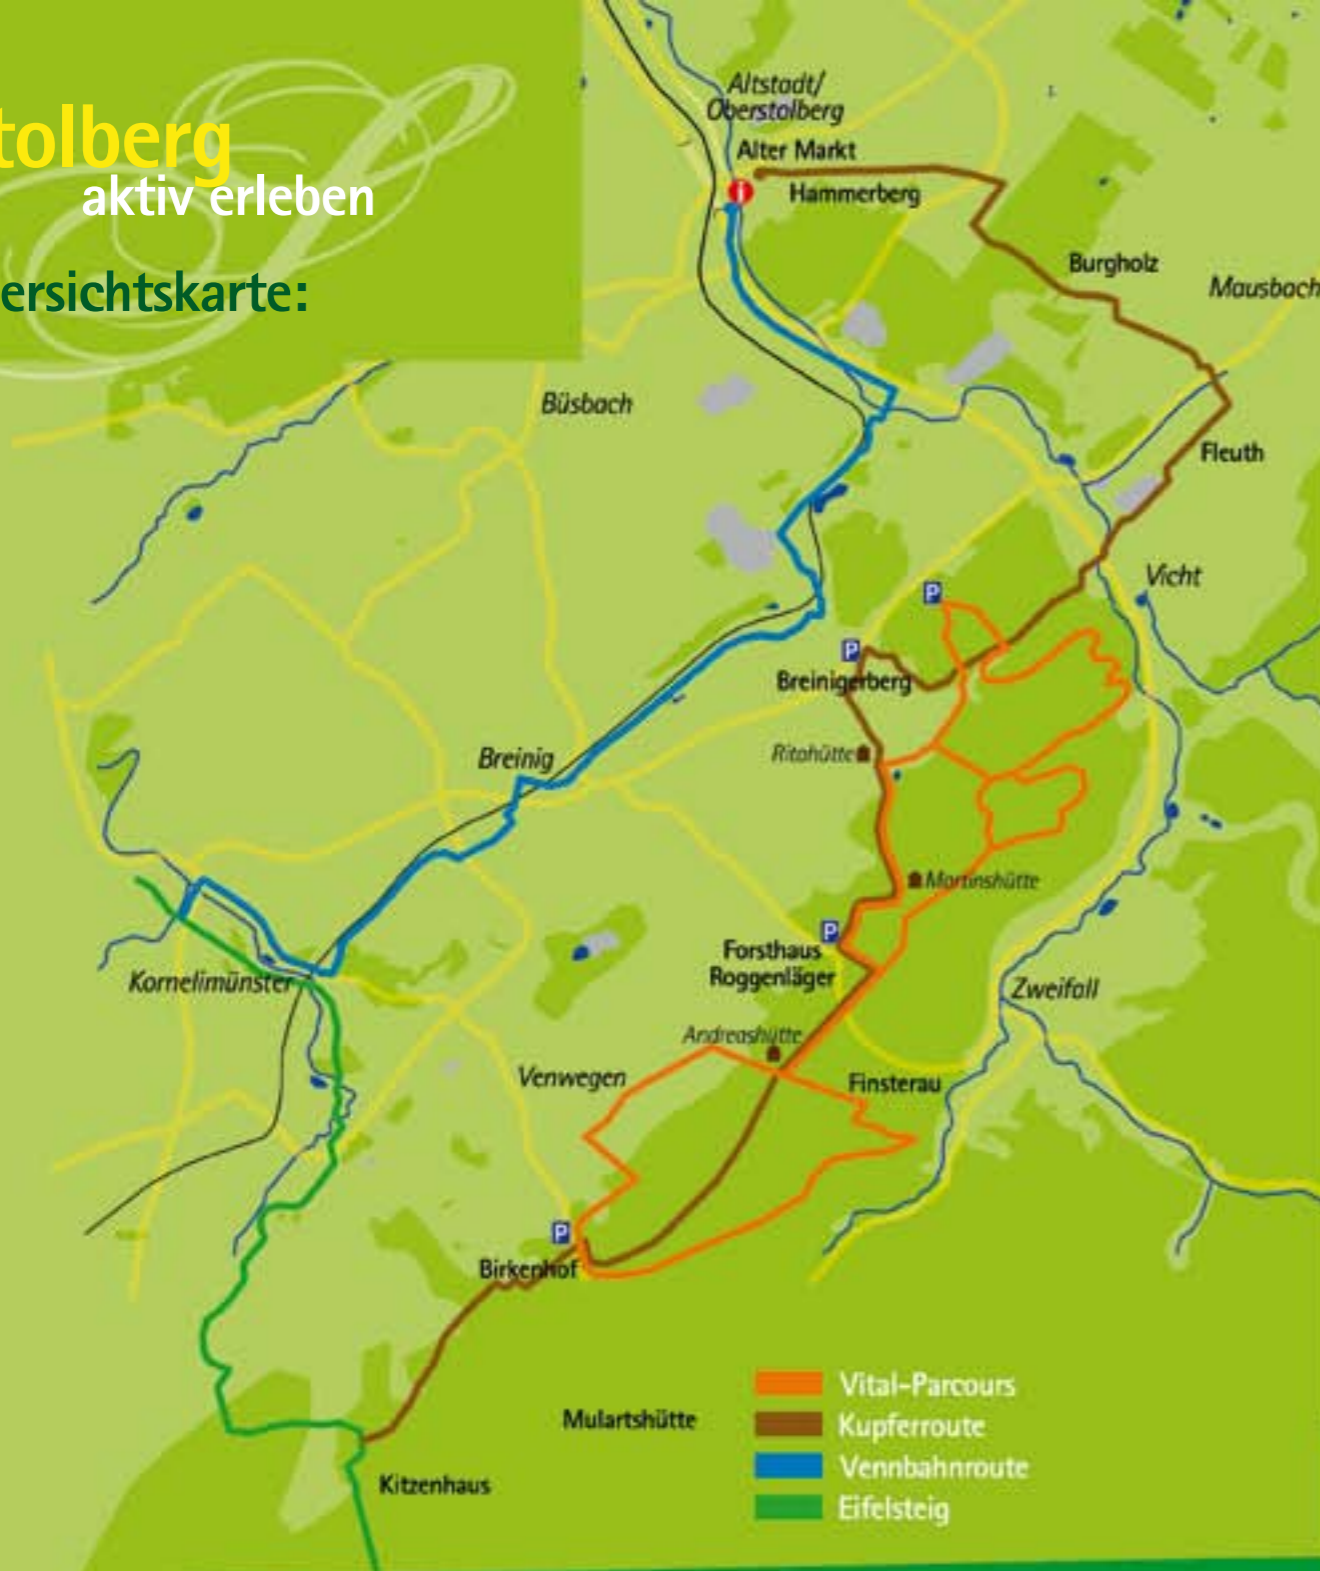 tolberg
aktiv erleben
ersichtskarte:
Altstadt/
Oberstolberg
Alter Markt
i
Hammerberg
Burgholz
Mausbach
Büsbach
Fleuth
Vicht
P
P
Breinigerberg
Ritahütte
Breinig
Martinshütte
P
Forsthaus
Roggenläger
Kornelimünster
Zweifall
Andreashütte
Venwegen
Finsterau
P
Birkenhof
Vital-Parcours
Mulartshütte
Kupferroute
Vennbahnroute
Kitzenhaus
Eifelsteig